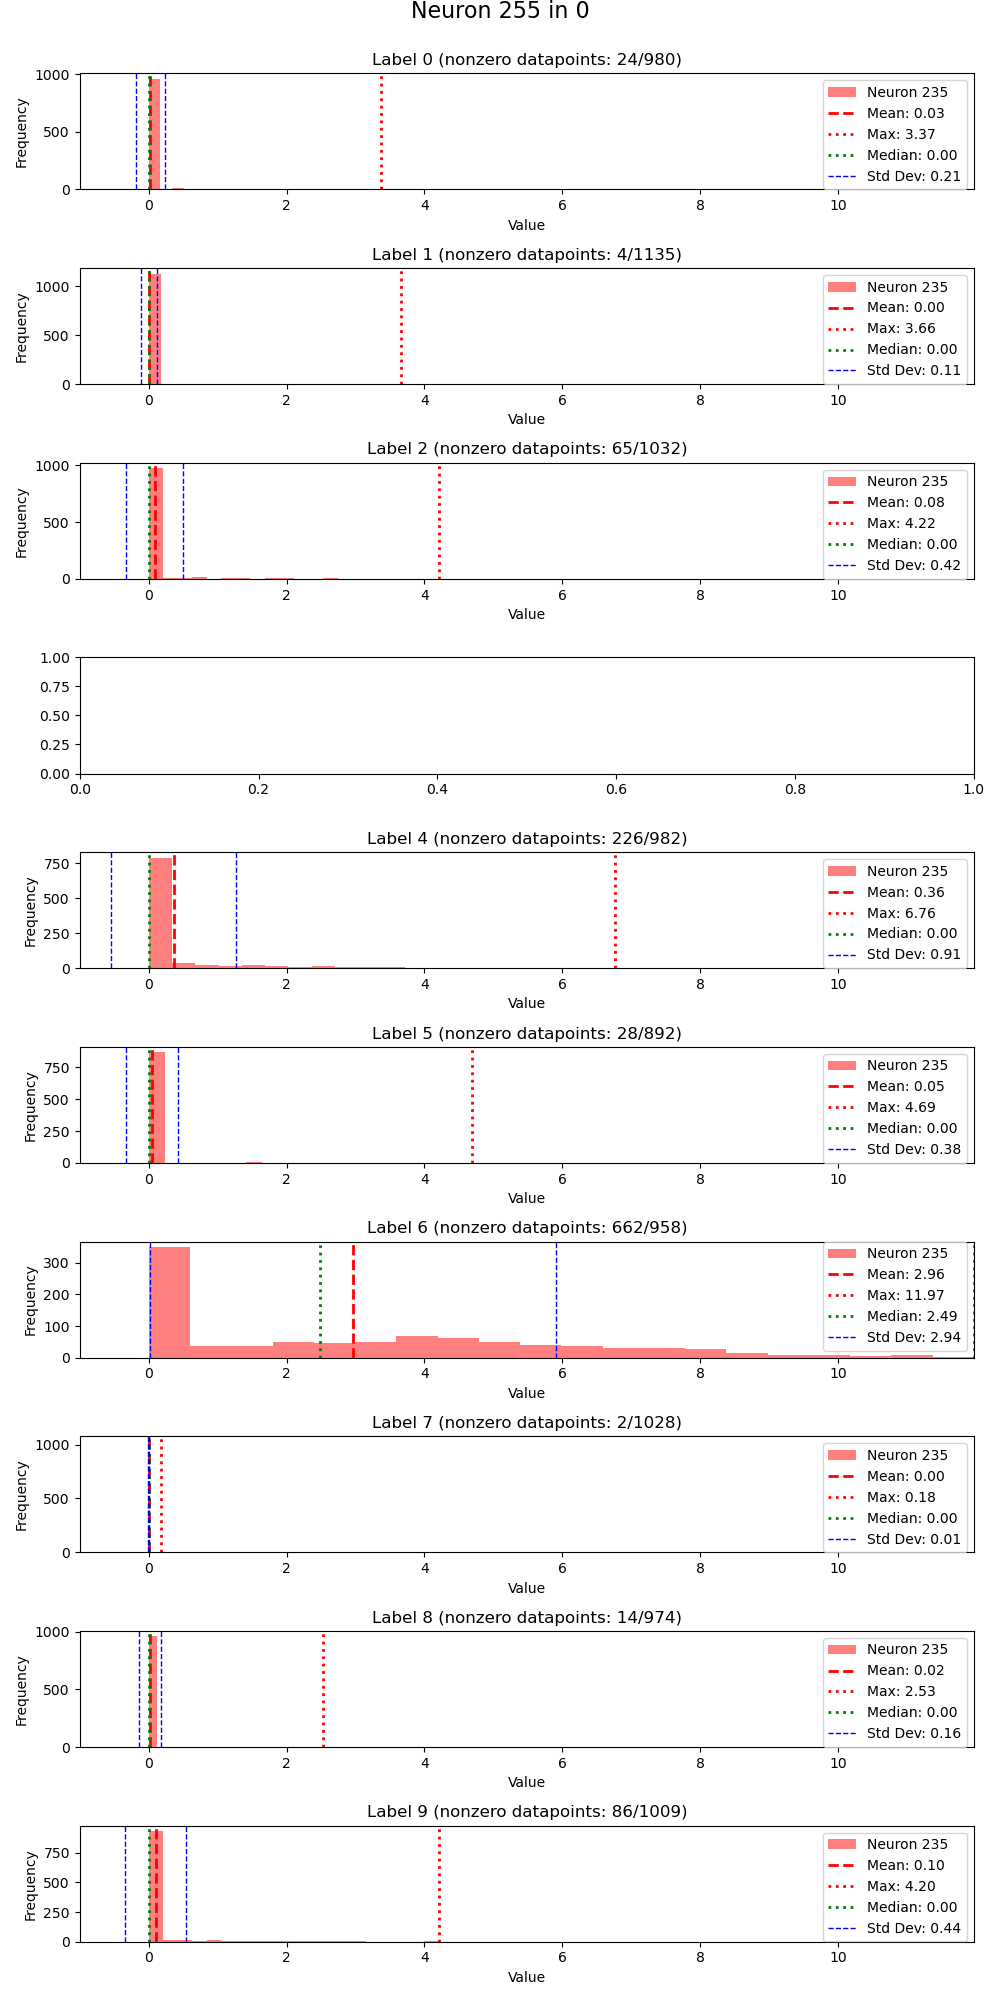 Neuron 255 in 0
Label 0 (nonzero datapoints: 24/980)
Frequency
1000
500
0
Neuron 235
Mean: 0.03
Max: 3.37
Median: 0.00
Std Dev: 0.21
0 2 4 6 8 10
Value
Label 1 (nonzero datapoints: 4/1135)
Frequency
1000
500
0
Neuron 235
Mean: 0.00
Max: 3.66
Median: 0.00
Std Dev: 0.11
0 2 4 6 8 10
Value
Label 2 (nonzero datapoints: 65/1032)
Frequency
1000
500
0
Neuron 235
Mean: 0.08
Max: 4.22
Median: 0.00
Std Dev: 0.42
0 2 4 6 8 10
Value
1.00
0.75
0.50
0.25
0.00
0.0 0.2 0.4 0.6 0.8 1.0
Label 4 (nonzero datapoints: 226/982)
Frequency
750
500
250
0
Neuron 235
Mean: 0.36
Max: 6.76
Median: 0.00
Std Dev: 0.91
0 2 4 6 8 10
Value
Label 5 (nonzero datapoints: 28/892)
Frequency
750
500
250
0
Neuron 235
Mean: 0.05
Max: 4.69
Median: 0.00
Std Dev: 0.38
0 2 4 6 8 10
Value
Label 6 (nonzero datapoints: 662/958)
Frequency
300
200
100
0
Neuron 235
Mean: 2.96
Max: 11.97
Median: 2.49
Std Dev: 2.94
0 2 4 6 8 10
Value
Label 7 (nonzero datapoints: 2/1028)
Frequency
1000
500
0
Neuron 235
Mean: 0.00
Max: 0.18
Median: 0.00
Std Dev: 0.01
0 2 4 6 8 10
Value
Label 8 (nonzero datapoints: 14/974)
Frequency
1000
500
0
Neuron 235
Mean: 0.02
Max: 2.53
Median: 0.00
Std Dev: 0.16
0 2 4 6 8 10
Value
Label 9 (nonzero datapoints: 86/1009)
Frequency
750
500
250
0
Neuron 235
Mean: 0.10
Max: 4.20
Median: 0.00
Std Dev: 0.44
0 2 4 6 8 10
Value